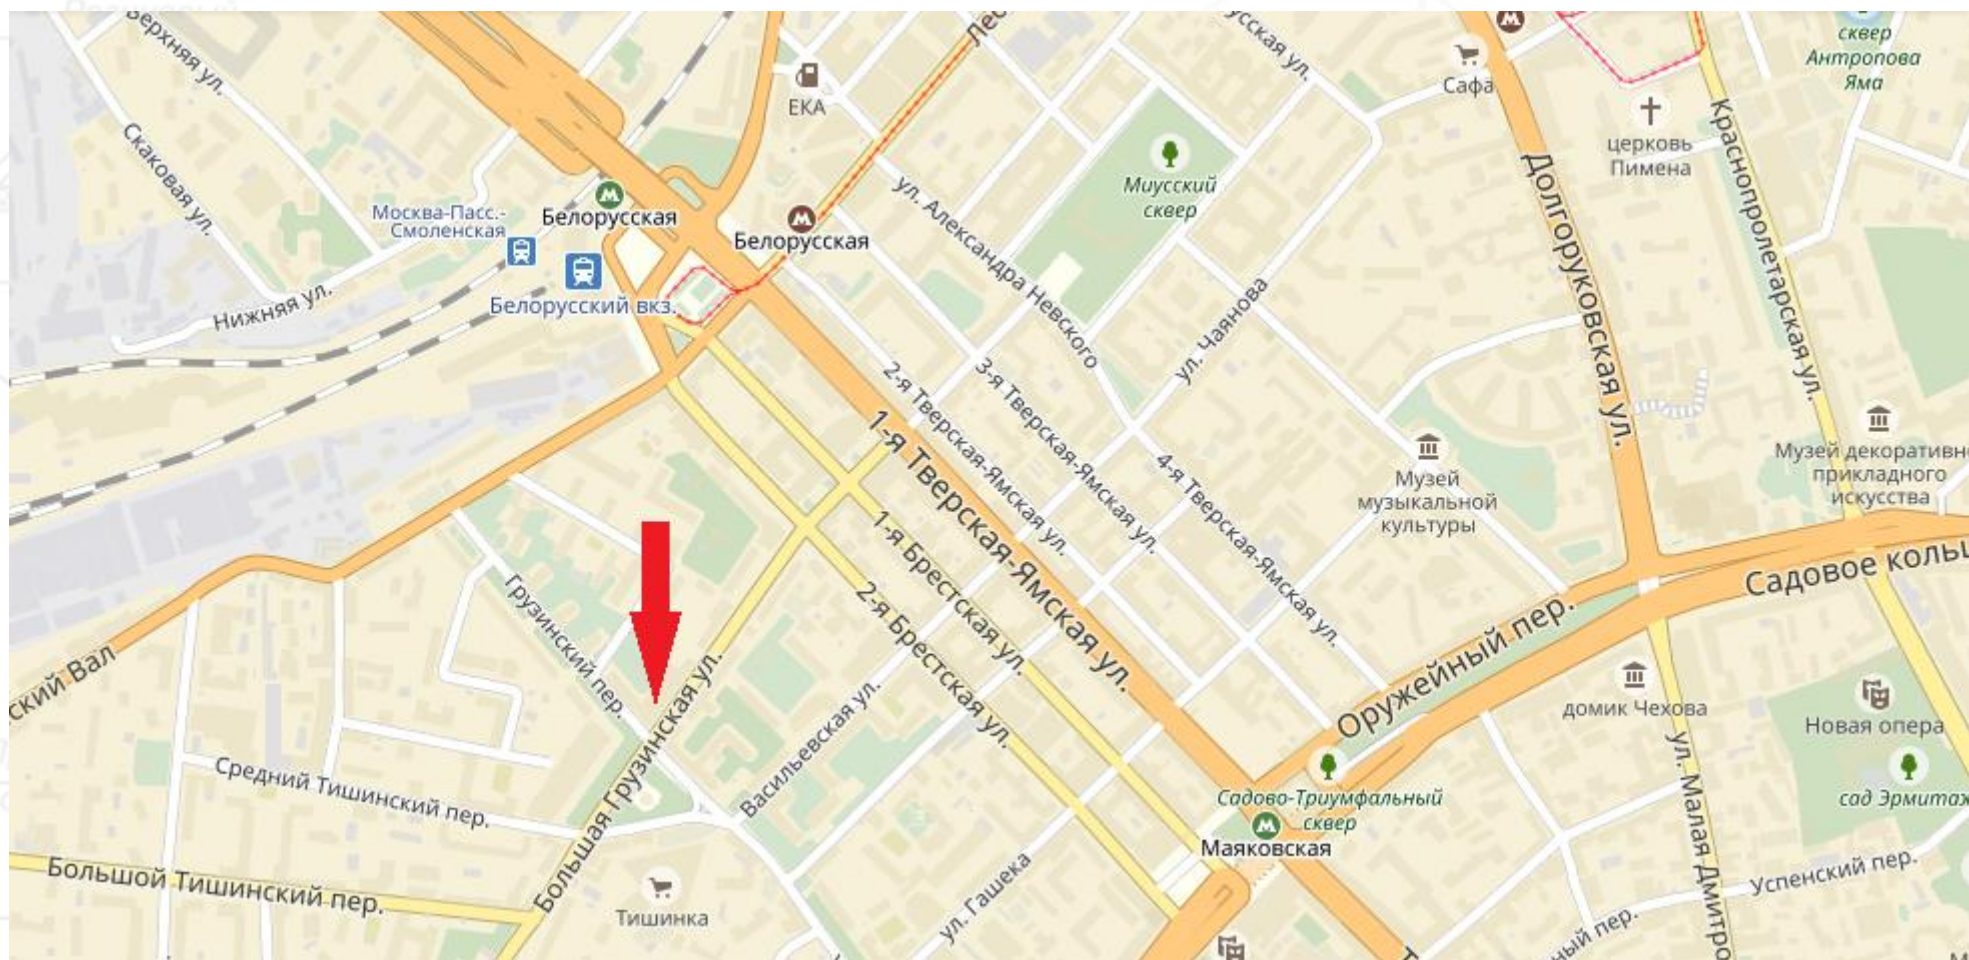 Верхняя ул.
Лес
усская ул.
М
сквер
Антропова
Яма
ЕКА
Сафа
церковь
Пимена
Краснопролетарская ул.
Скаковая ул.
Миусский
сквер
Долгоруковская ул.
Москва-Пасс.-
Смоленская
М
Белорусская
М
Белорусская
ул. Александра Невского
Белорусский вкз.
Нижняя ул.
ул. Чаянова
2-я Тверская-Ямская ул.
3-я Тверская-Ямская ул.
1-я Тверская-Ямская ул.
4-я Тверская-Ямская ул.
Музей
музыкальной
культуры
Музей декоративн
прикладного
искусства
1-я Брестская ул.
2-я Брестская ул.
Грузинский пер.
Садовое кольц
Оружейный пер.
ский Вал
Большая Грузинская ул.
Васильевская ул.
домик Чехова
Новая опера
ул. Малая Дмитро
Средний Тишинский пер.
Садово-Триумфальный
сквер
сад Эрмитаж
М
Маяковская
Большой Тишинский пер.
Тишинка
ул. Гашека
Успенский пер.
ный пер.
Т